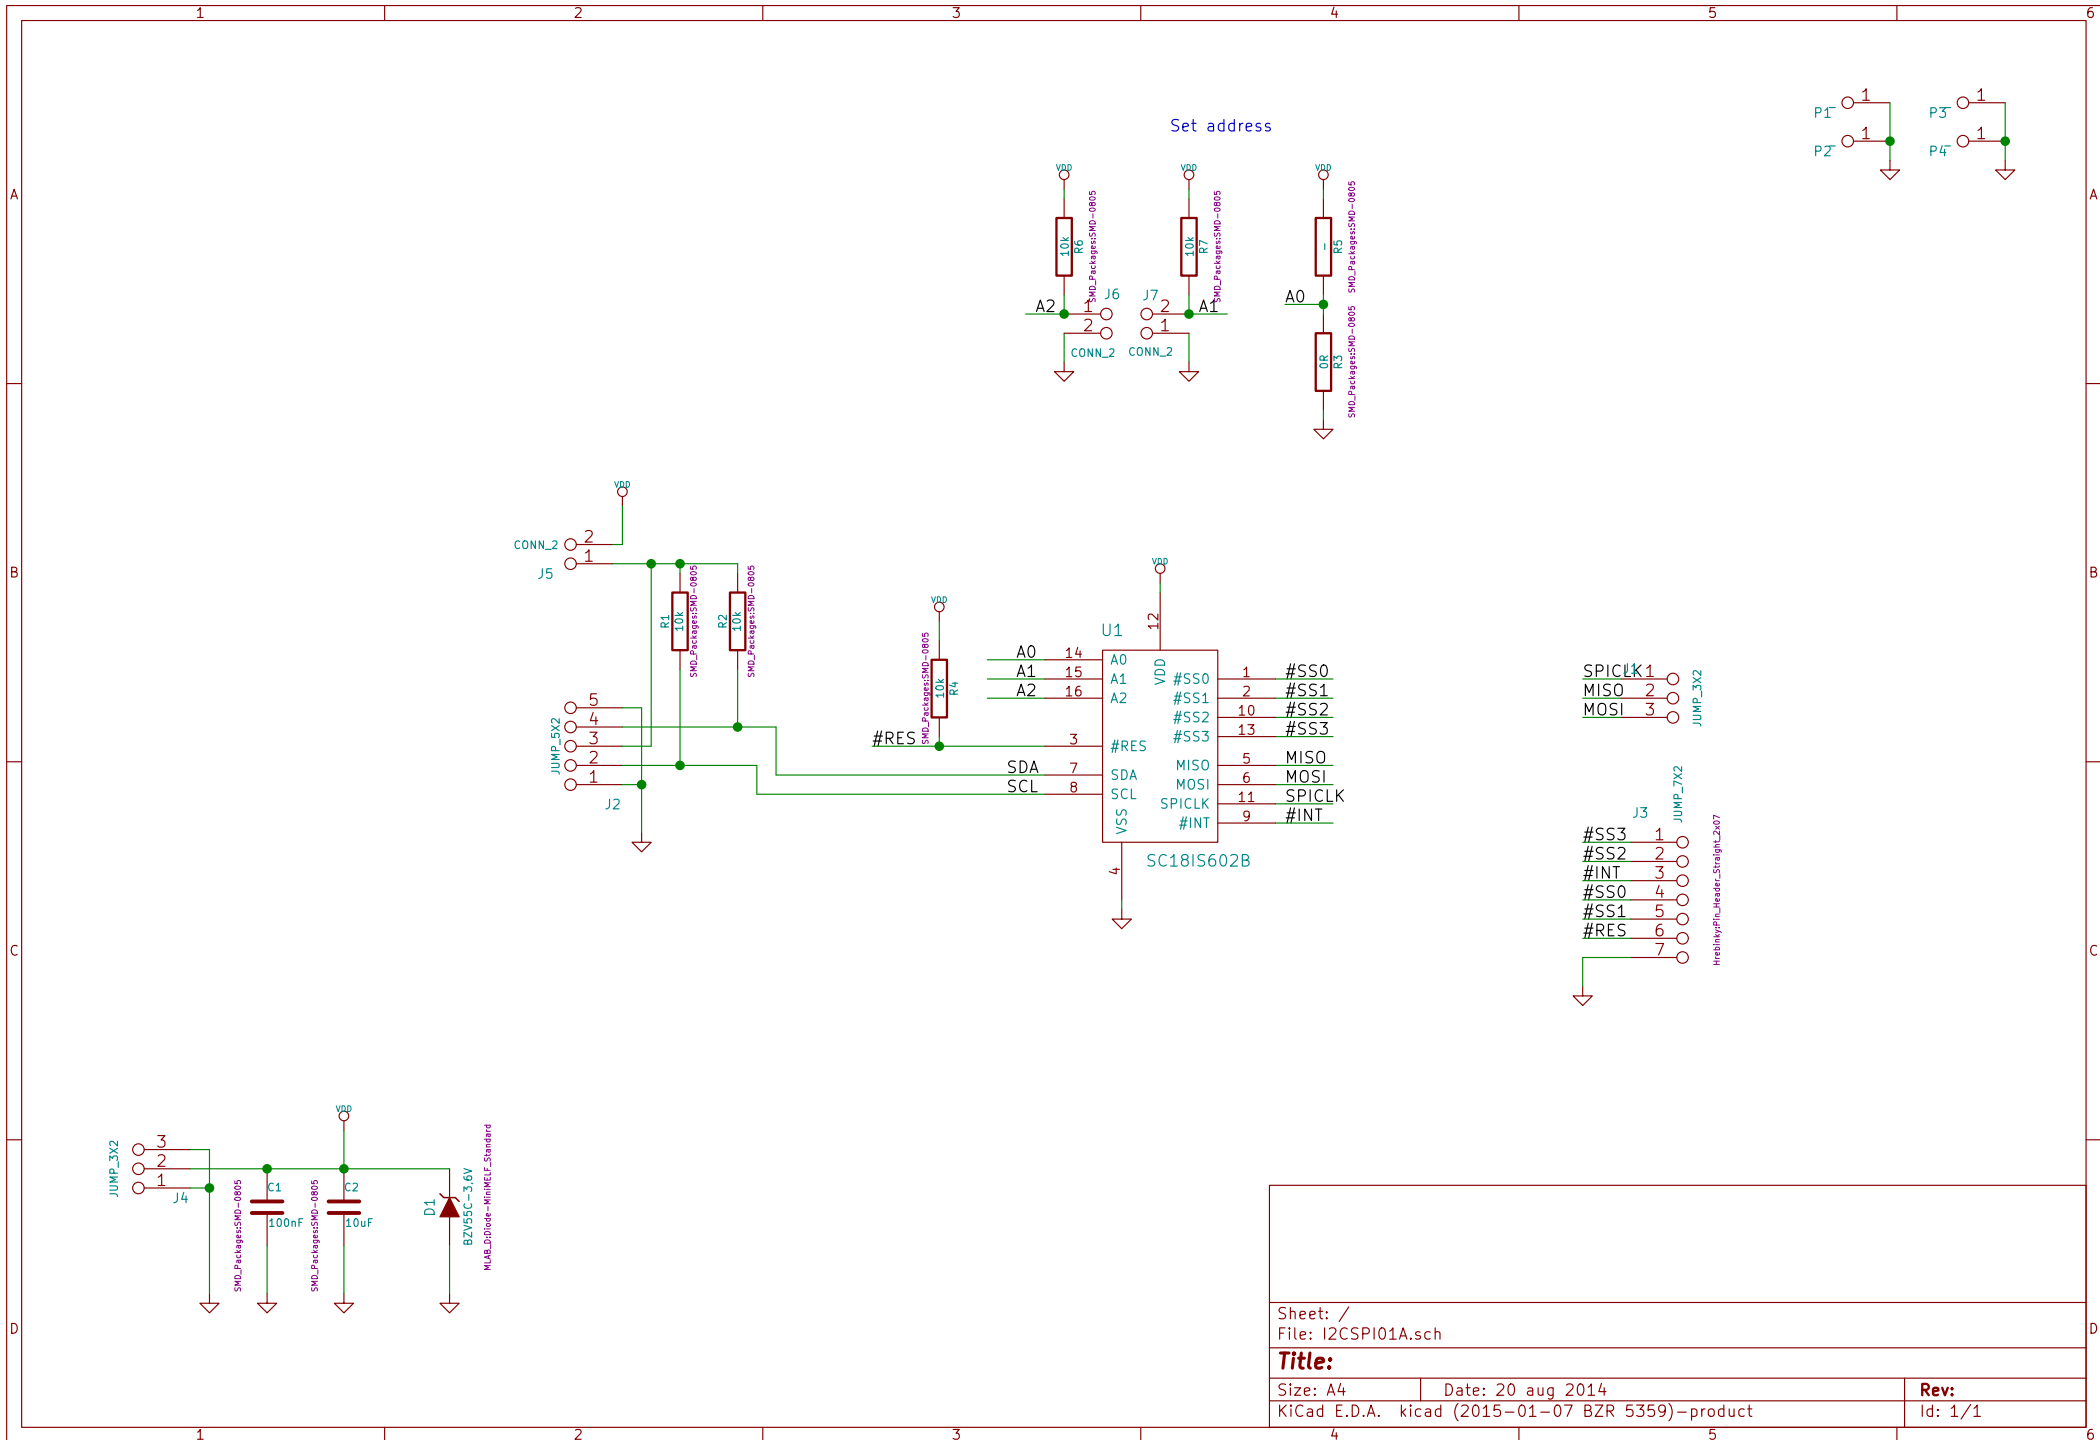 1 2 3 4 5 6
A
B
C
D
A
B
C
D
1 2 3 4 5 6
Set address
P1 1
P2 1
P3 1
P4 1
VDD
10k
R6
SMD_Packages:SMD-0805
A2
1
2
J6
CONN_2
VDD
10k
R7
SMD_Packages:SMD-0805
J7
2
1
A1
CONN_2
VDD
-
R5
SMD_Packages:SMD-0805
A0
0R
R3
SMD_Packages:SMD-0805
VDD
CONN_2
2
1
J5
R1
10k
SMD_Packages:SMD-0805
R2
10k
SMD_Packages:SMD-0805
JUMP_5X2
5
4
3
2
1
J2
VDD
SMD_Packages:SMD-0805
10k
R4
#RES
SDA
SCL
VDD
12
U1
A0 14 A0
A1 15 A1
A2 16 A2
3 #RES
7 SDA
8 SCL
VDD
VSS
4
#SS0 1 #SS0
#SS1 2 #SS1
#SS2 10 #SS2
#SS3 13 #SS3
MISO 5 MISO
MOSI 6 MOSI
SPICLK 11 SPICLK
#INT 9 #INT
SC18IS602B
J1
SPICLK 1
MISO 2
MOSI 3
JUMP_3X2
J3
JUMP_7X2
#SS3 1
#SS2 2
#INT 3
#SS0 4
#SS1 5
#RES 6
7
Hrebinky:Pin_Header_Straight_2x07
JUMP_3X2
3
2
1
J4
VDD
C1
100nF
SMD_Packages:SMD-0805
C2
10uF
SMD_Packages:SMD-0805
D1
BZV55C-3,6V
MLAB_D:Diode-MiniMELF_Standard
Sheet: /
File: I2CSPI01A.sch
Title:
Size: A4 Date: 20 aug 2014 Rev:
KiCad E.D.A. kicad (2015-01-07 BZR 5359)-product Id: 1/1